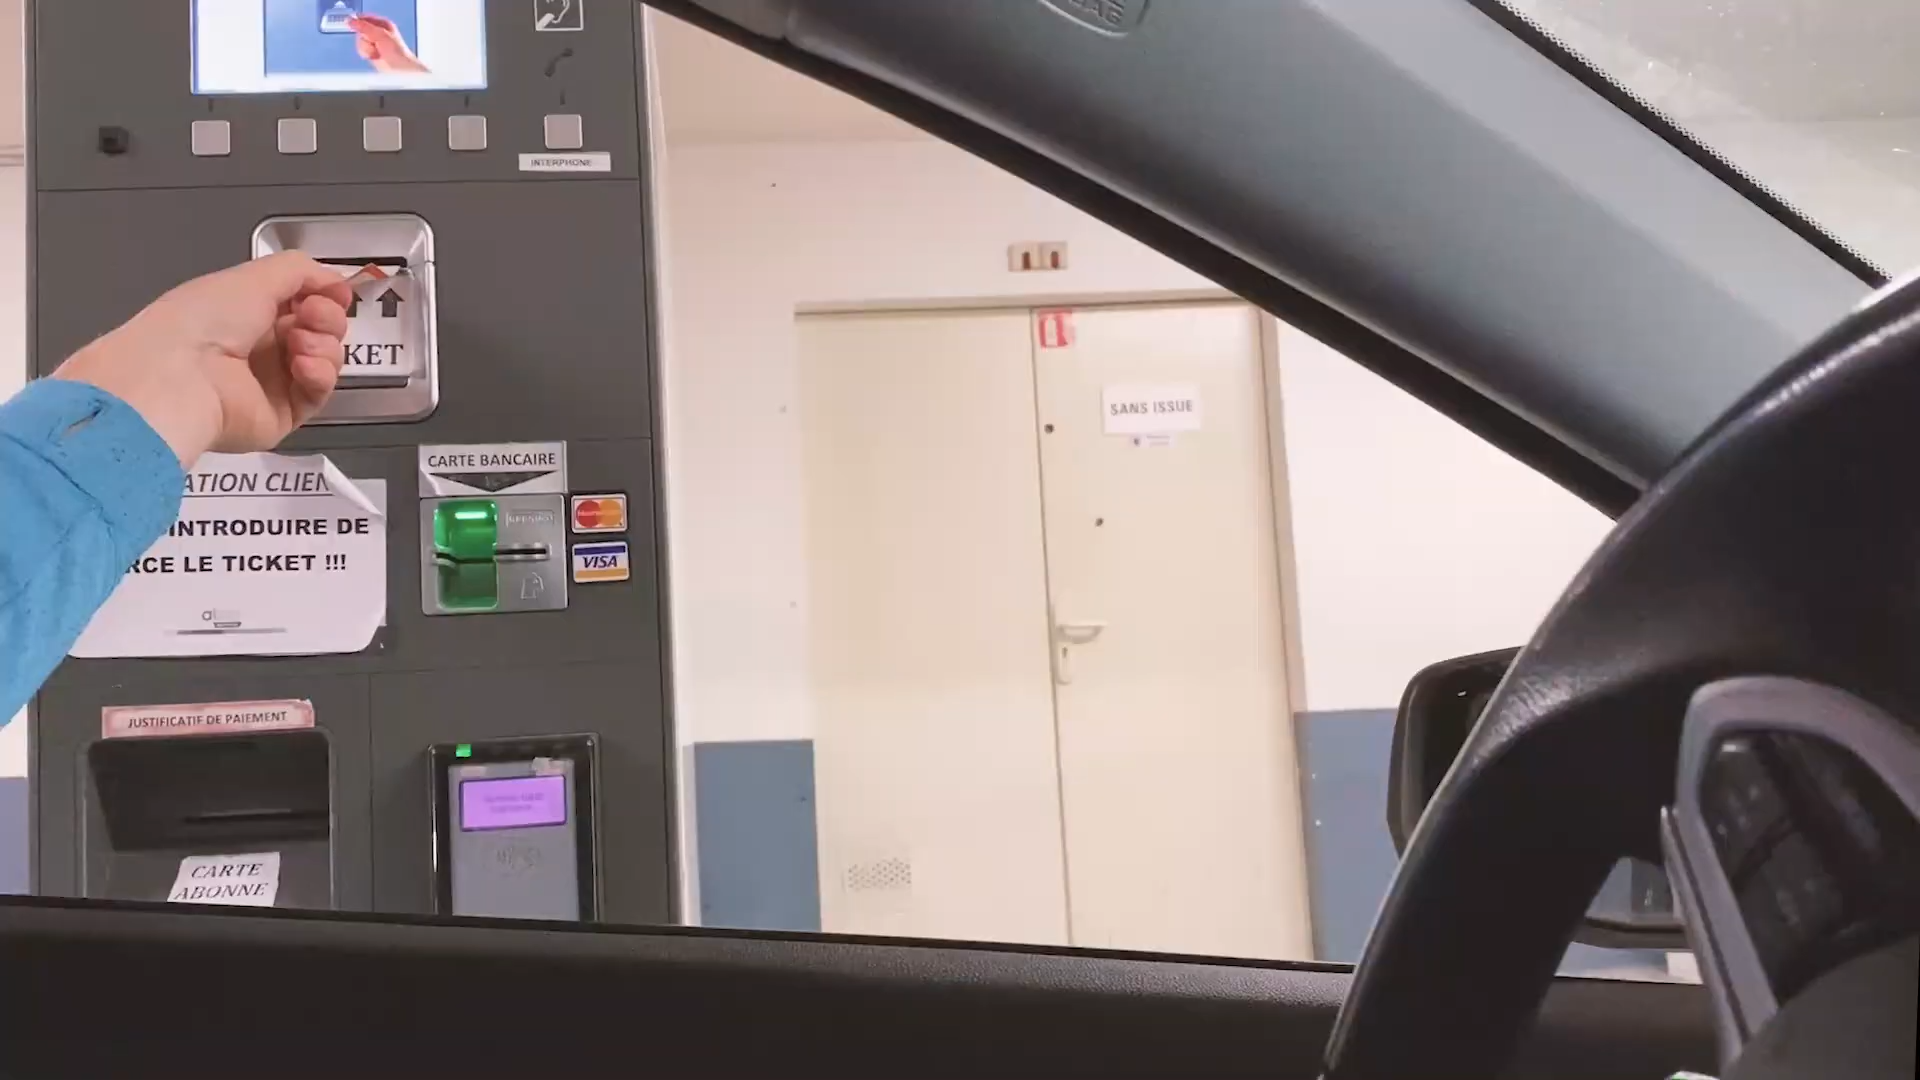 BAG
INTERPHONE
KET
SANS ISSUE
CARTE BANCAIRE
ATION CLIEN
INTRODUIRE DE
RCE LE TICKET !!!
VISA
JUSTIFICATIF DE PAIEMENT
CARTE
ABONNE